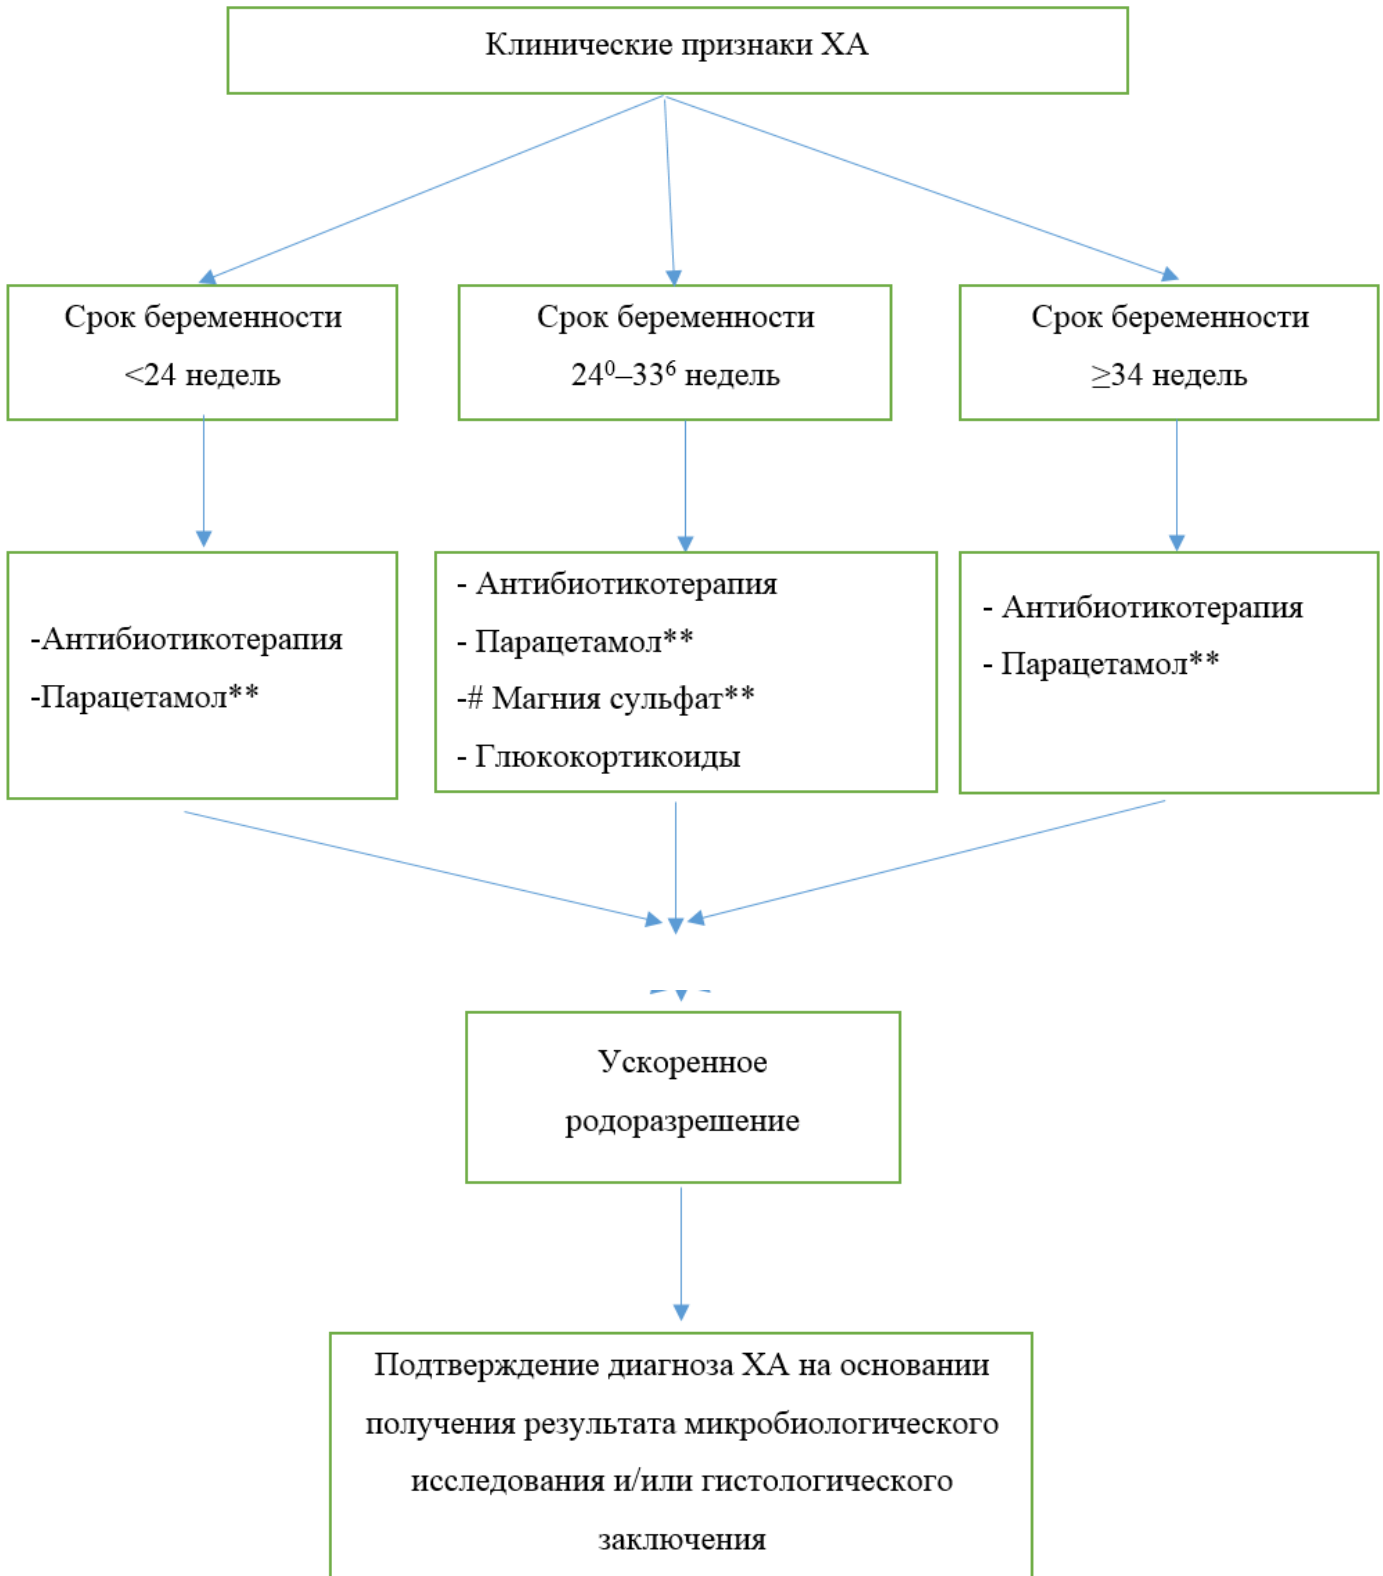 Клинические признаки ХА
Срок беременности
<24 недель
Срок беременности
24⁰–33⁶ недель
Срок беременности
≥34 недель
-Антибиотикотерапия
-Парацетамол**
- Антибиотикотерапия
- Парацетамол**
-# Магния сульфат**
- Глюкокортикоиды
- Антибиотикотерапия
- Парацетамол**
Ускоренное
родоразрешение
Подтверждение диагноза ХА на основании
получения результата микробиологического
исследования и/или гистологического
заключения